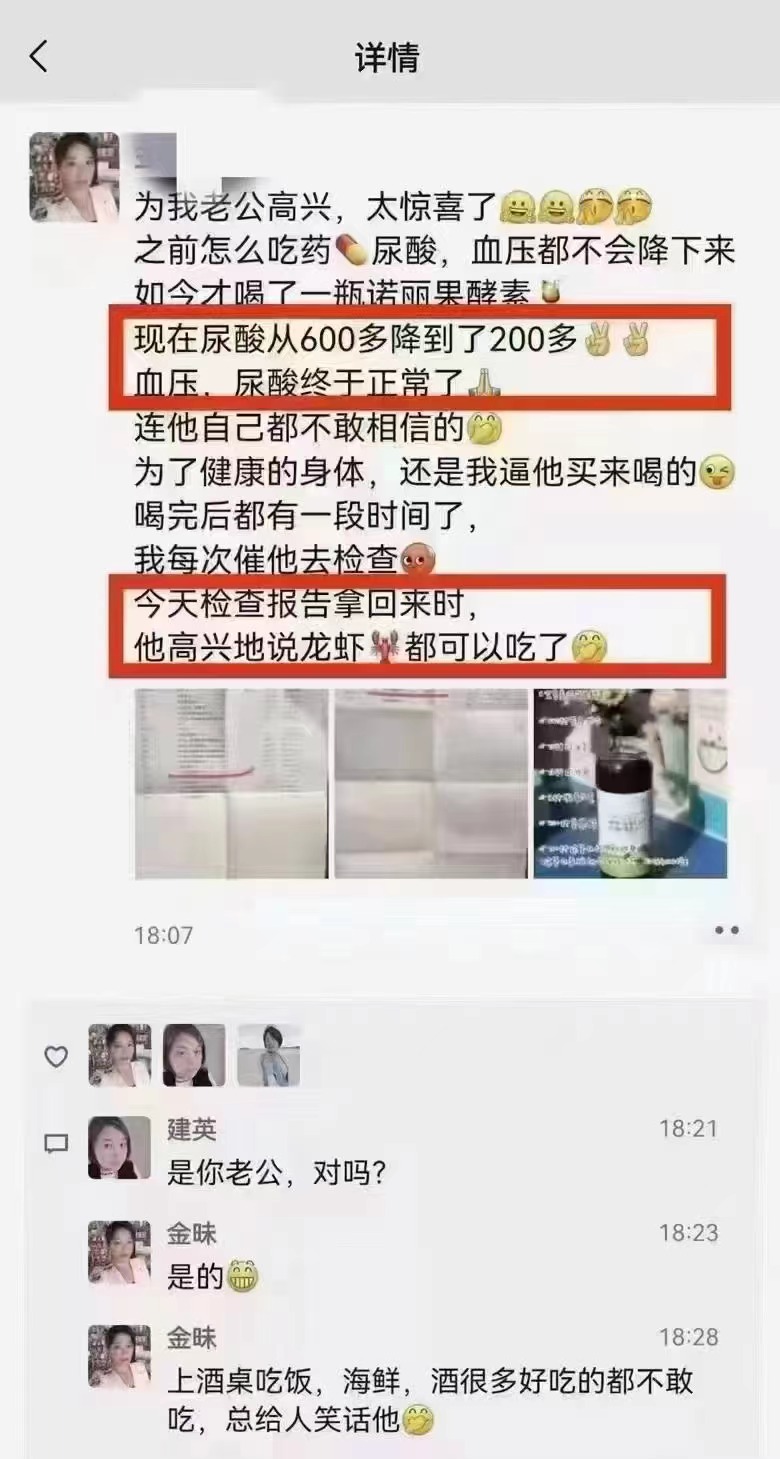 详情
为我老公高兴，太惊喜了🤗🤗🤭🤭
之前怎么吃药💊尿酸，血压都不会降下来
如今才喝了一瓶诺丽果酵素
现在尿酸从600多降到了200多✌️✌️
血压，尿酸终于正常了🙏
连他自己都不敢相信的🤭
为了健康的身体，还是我逼他买来喝的😜
喝完后都有一段时间了，
我每次催他去检查
今天检查报告拿回来时，
他高兴地说龙虾🦞都可以吃了🤭
18:07
建英
18:21
是你老公，对吗？
金昧
18:23
是的😁
金昧
18:28
上酒桌吃饭，海鲜，酒很多好吃的都不敢
吃，总给人笑话他🤭